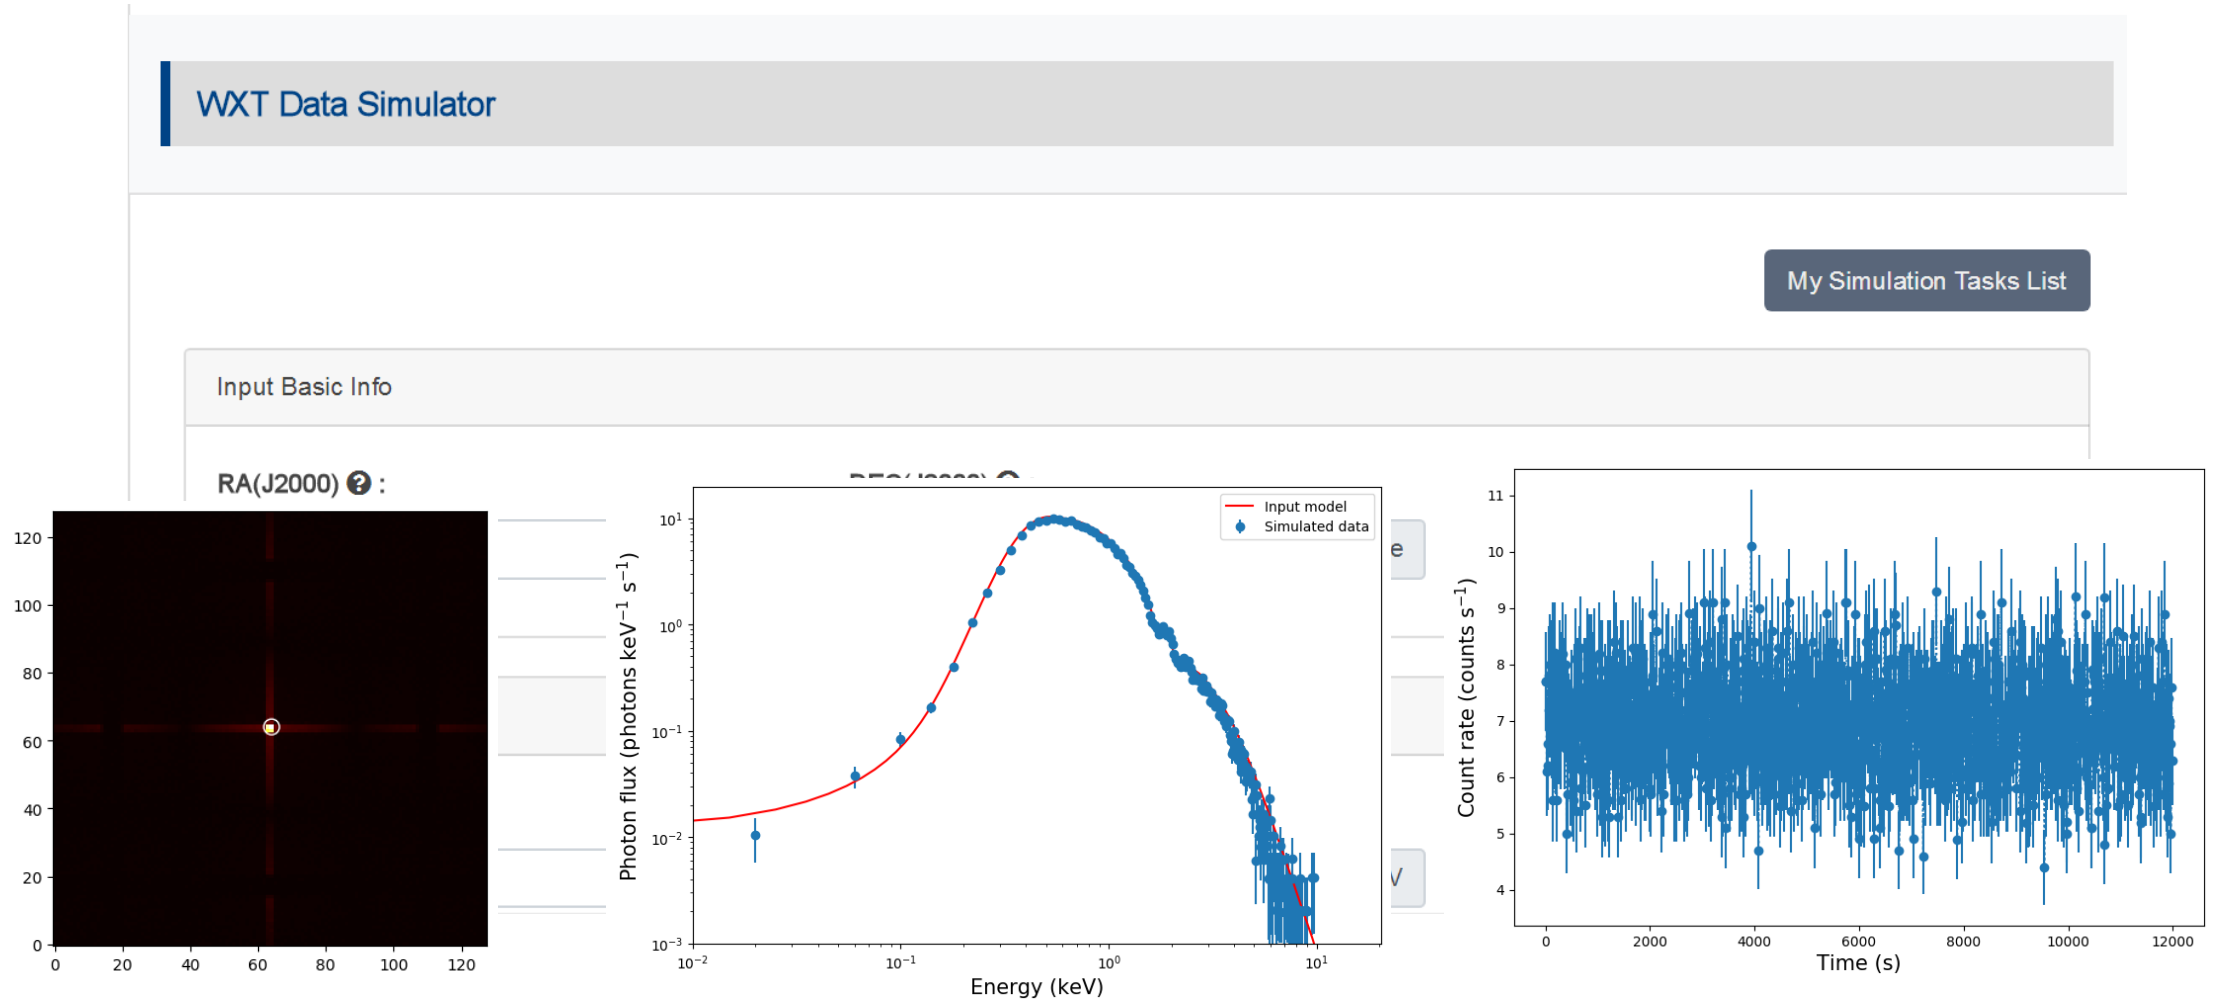 WXT Data Simulator
My Simulation Tasks List
Input Basic Info
RA(J2000) ? :
120
100
80
60
40
20
0
0 20 40 60 80 100 120
Input model
Simulated data
Photon flux (photons keV⁻¹ s⁻¹)
10¹
10⁰
10⁻¹
10⁻²
10⁻³
10⁻² 10⁻¹ 10⁰ 10¹
Energy (keV)
e
V
Count rate (counts s⁻¹)
11
10
9
8
7
6
5
4
0 2000 4000 6000 8000 10000 12000
Time (s)